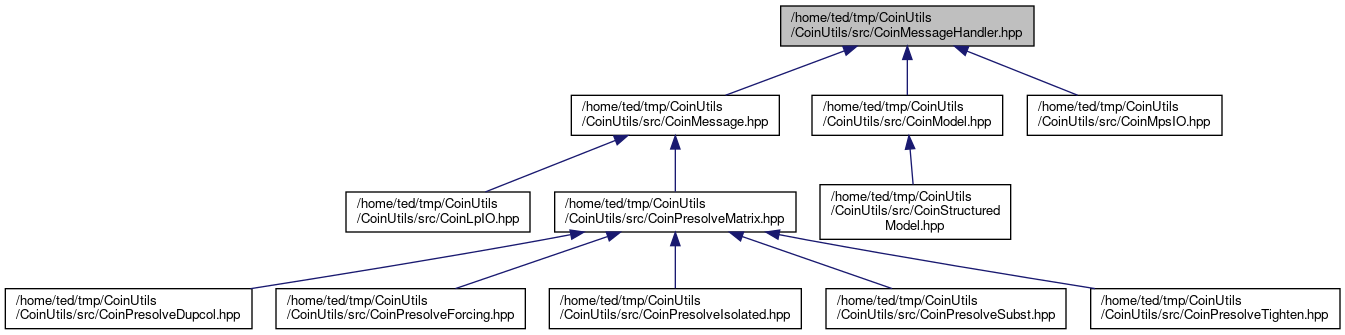 /home/ted/tmp/CoinUtils
/CoinUtils/src/CoinMessageHandler.hpp
/home/ted/tmp/CoinUtils
/CoinUtils/src/CoinMessage.hpp
/home/ted/tmp/CoinUtils
/CoinUtils/src/CoinModel.hpp
/home/ted/tmp/CoinUtils
/CoinUtils/src/CoinMpsIO.hpp
/home/ted/tmp/CoinUtils
/CoinUtils/src/CoinLpIO.hpp
/home/ted/tmp/CoinUtils
/CoinUtils/src/CoinPresolveMatrix.hpp
/home/ted/tmp/CoinUtils
/CoinUtils/src/CoinStructured
Model.hpp
/home/ted/tmp/CoinUtils
/CoinUtils/src/CoinPresolveDupcol.hpp
/home/ted/tmp/CoinUtils
/CoinUtils/src/CoinPresolveForcing.hpp
/home/ted/tmp/CoinUtils
/CoinUtils/src/CoinPresolveIsolated.hpp
/home/ted/tmp/CoinUtils
/CoinUtils/src/CoinPresolveSubst.hpp
/home/ted/tmp/CoinUtils
/CoinUtils/src/CoinPresolveTighten.hpp